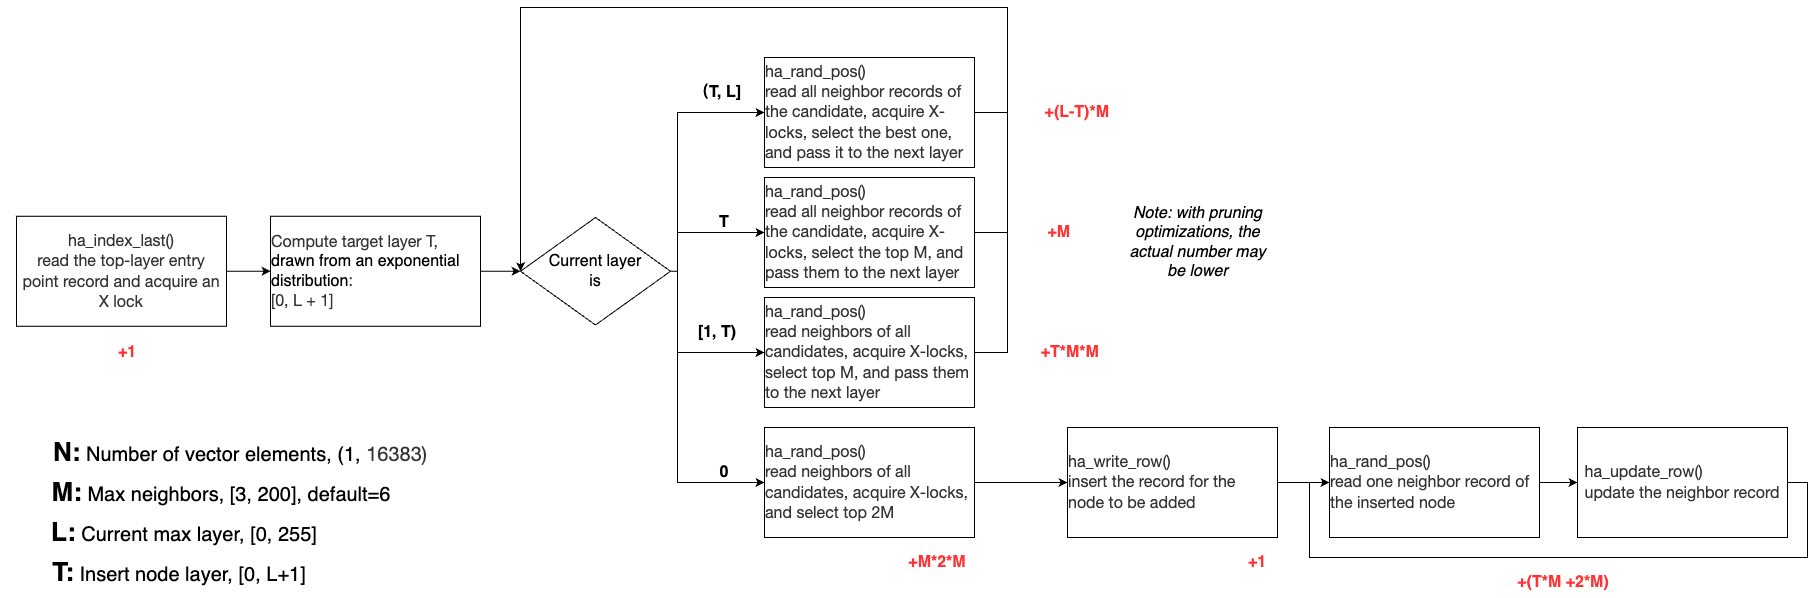 ha_index_last()
read the top-layer entry
point record and acquire an
X lock
+1
Compute target layer T,
drawn from an exponential
distribution:
[0, L + 1]
Current layer
is
(T, L]
ha_rand_pos()
read all neighbor records of
the candidate, acquire X-
locks, select the best one,
and pass it to the next layer
+(L-T)*M
T
ha_rand_pos()
read all neighbor records of
the candidate, acquire X-
locks, select the top M, and
pass them to the next layer
+M
Note: with pruning
optimizations, the
actual number may
be lower
[1, T)
ha_rand_pos()
read neighbors of all
candidates, acquire X-locks,
select top M, and pass them
to the next layer
+T*M*M
0
ha_rand_pos()
read neighbors of all
candidates, acquire X-locks,
and select top 2M
+M*2*M
ha_write_row()
insert the record for the
node to be added
+1
ha_rand_pos()
read one neighbor record of
the inserted node
ha_update_row()
update the neighbor record
+(T*M +2*M)
N: Number of vector elements, (1, 16383)
M: Max neighbors, [3, 200], default=6
L: Current max layer, [0, 255]
T: Insert node layer, [0, L+1]